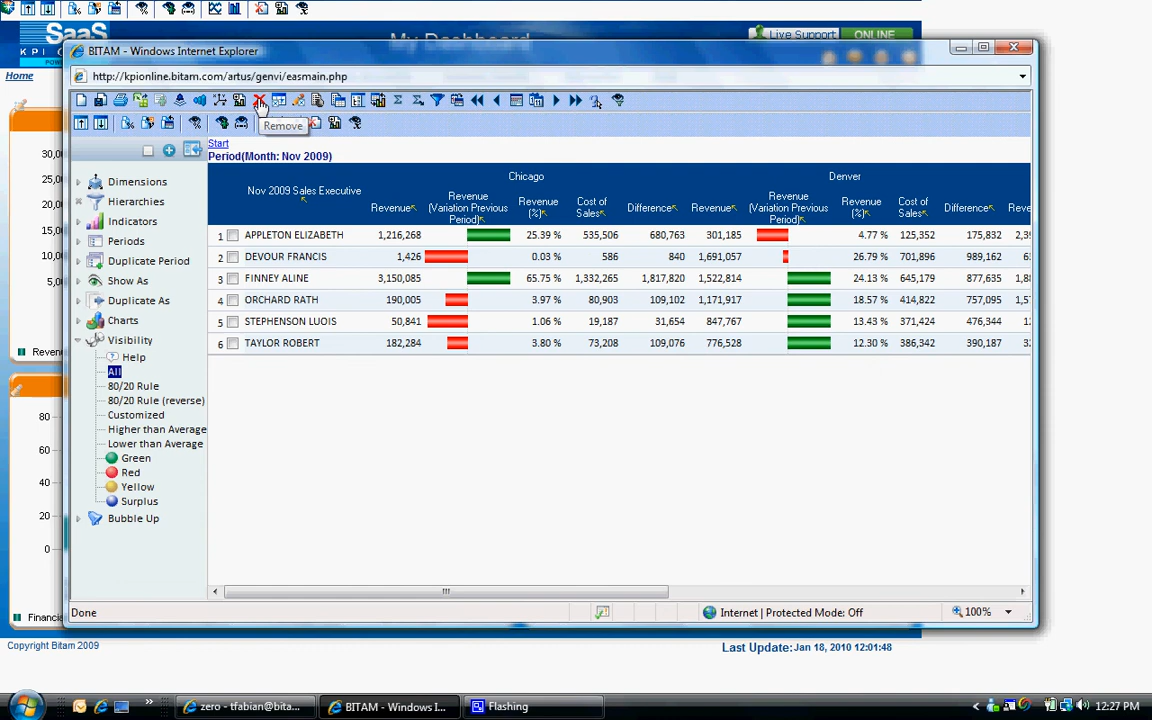 SaaS
My Dashboard
Live Support
ONLINE
BITAM - Windows Internet Explorer
Home
http://kpionline.bitam.com/artus/genvi/easmain.php
Remove
Start
Period(Month: Nov 2009)
Dimensions
Hierarchies
Indicators
Periods
Duplicate Period
Show As
Duplicate As
Charts
Visibility
Help
All
80/20 Rule
80/20 Rule (reverse)
Customized
Higher than Average
Lower than Average
Green
Red
Yellow
Surplus
Bubble Up
Chicago Denver
Nov 2009 Sales Executive Revenue Revenue (Variation Previous Period) Revenue (%) Cost of Sales Difference Revenue Revenue (Variation Previous Period) Revenue (%) Cost of Sales Difference
1 APPLETON ELIZABETH 1,216,268 25.39 % 535,506 680,763 301,185 4.77 % 125,352 175,832
2 DEVOUR FRANCIS 1,426 0.03 % 586 840 1,691,057 26.79 % 701,896 989,162
3 FINNEY ALINE 3,150,085 65.75 % 1,332,265 1,817,820 1,522,814 24.13 % 645,179 877,635
4 ORCHARD RATH 190,005 3.97 % 80,903 109,102 1,171,917 18.57 % 414,822 757,095
5 STEPHENSON LUOIS 50,841 1.06 % 19,187 31,654 847,767 13.43 % 371,424 476,344
6 TAYLOR ROBERT 182,284 3.80 % 73,208 109,076 776,528 12.30 % 386,342 390,187
30,
25,
20,
15,
10,
5,
Reven
80
60
40
20
0
Financia
Done
Internet | Protected Mode: Off
100%
Copyright Bitam 2009
Last Update: Jan 18, 2010 12:01:48
zero - tfabian@bita...
BITAM - Windows I...
Flashing
12:27 PM